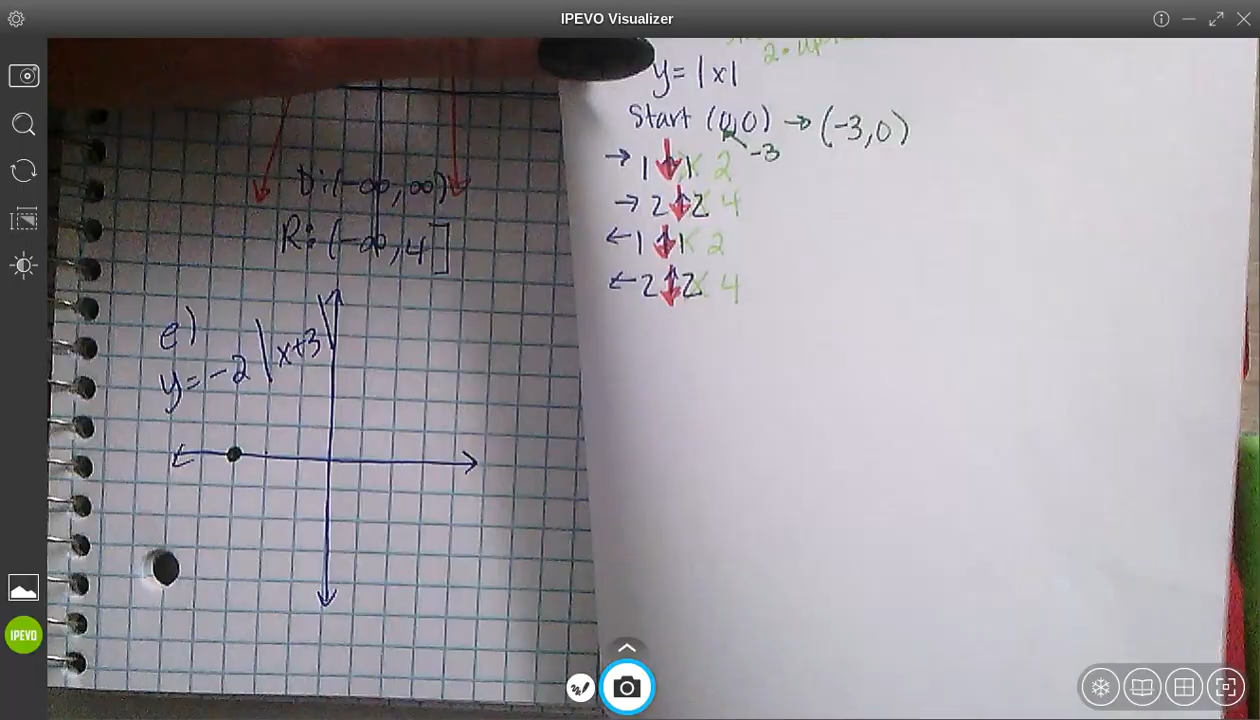 IPEVO Visualizer
D: (-∞, ∞)
R: (-∞, 4]
e)
y = -2 |x+3|
IPEVO
2.
y = |x|
Start (0,0) → (-3,0)
-3
→ 1 ↑ 1 × 2
→ 2 ↑ 2 × 4
← 1 ↑ 1 × 2
← 2 ↑ 2 × 4